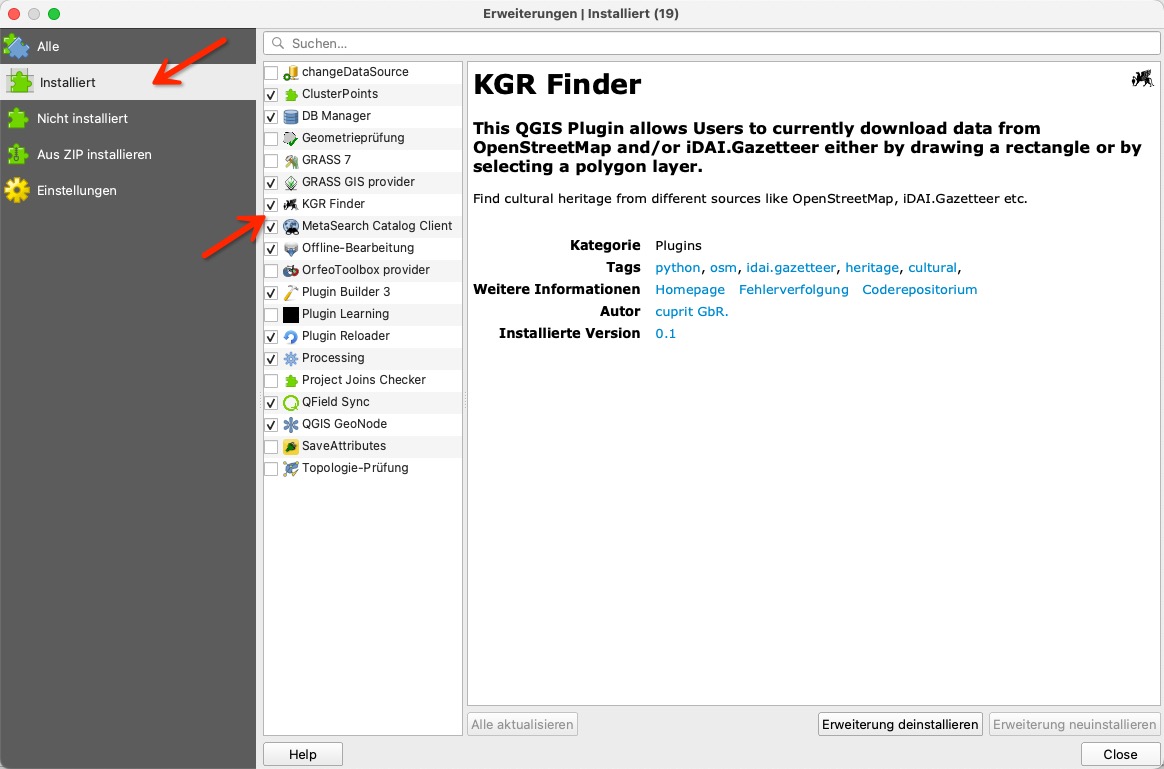 Erweiterungen | Installiert (19)
Alle
Installiert
Nicht installiert
Aus ZIP installieren
Einstellungen
Suchen...
changeDataSource
ClusterPoints
DB Manager
Geometrieprüfung
GRASS 7
GRASS GIS provider
KGR Finder
MetaSearch Catalog Client
Offline-Bearbeitung
OrfeoToolbox provider
Plugin Builder 3
Plugin Learning
Plugin Reloader
Processing
Project Joins Checker
QField Sync
QGIS GeoNode
SaveAttributes
Topologie-Prüfung
KGR Finder
This QGIS Plugin allows Users to currently download data from
OpenStreetMap and/or iDAI.Gazetteer either by drawing a rectangle or by
selecting a polygon layer.
Find cultural heritage from different sources like OpenStreetMap, iDAI.Gazetteer etc.
Kategorie Plugins
Tags python, osm, idai.gazetteer, heritage, cultural,
Weitere Informationen Homepage Fehlerverfolgung Coderepositorium
Autor cuprit GbR.
Installierte Version 0.1
Alle aktualisieren Erweiterung deinstallieren Erweiterung neuinstallieren
Help Close